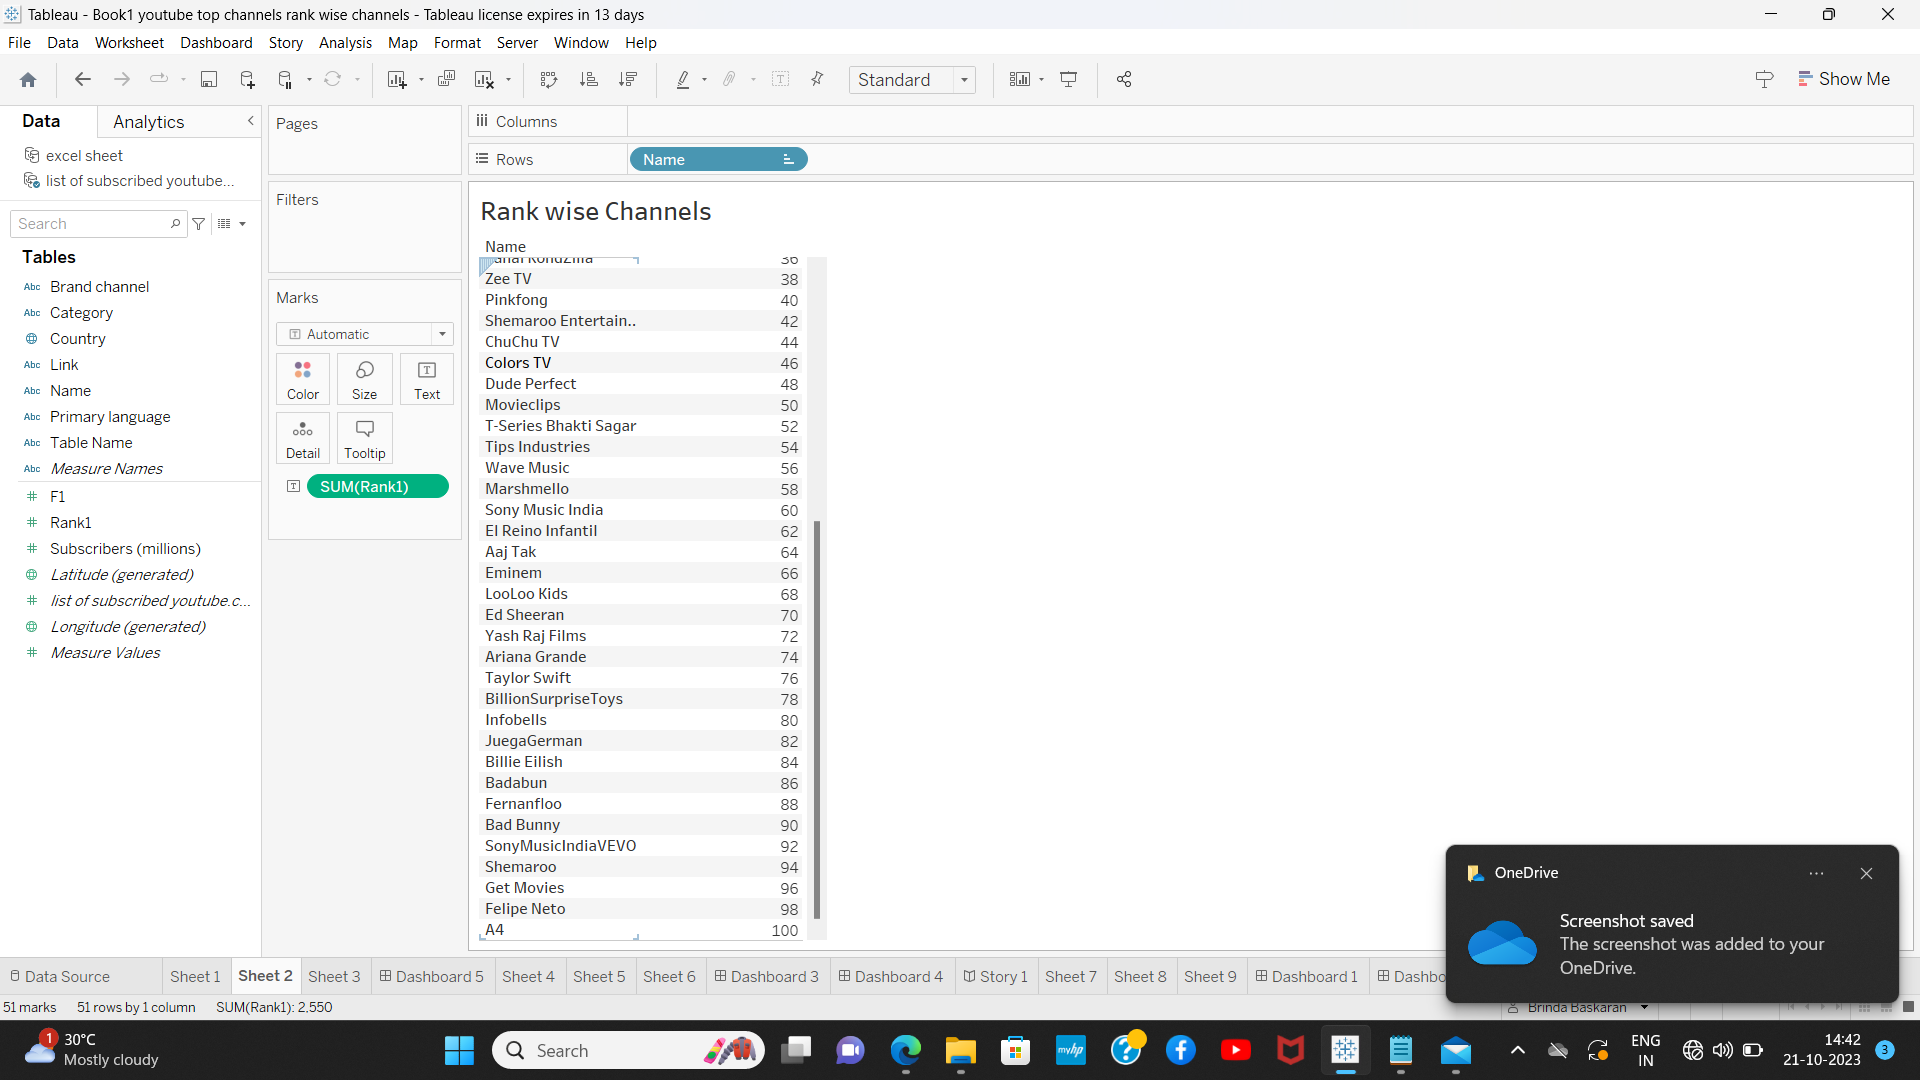 Tableau - Book1 youtube top channels rank wise channels - Tableau license expires in 13 days
File Data Worksheet Dashboard Story Analysis Map Format Server Window Help
Standard
Show Me
Data Analytics
excel sheet
list of subscribed youtube...
Search
Tables
Abc Brand channel
Abc Category
Country
Abc Link
Abc Name
Abc Primary language
Abc Table Name
Abc Measure Names
# F1
# Rank1
# Subscribers (millions)
Latitude (generated)
# list of subscribed youtube.c...
Longitude (generated)
# Measure Values
Pages
Filters
Marks
T Automatic
Color Size T Text
Detail Tooltip
T SUM(Rank1)
Columns
Rows Name
Rank wise Channels
Name
36
Zee TV 38
Pinkfong 40
Shemaroo Entertain.. 42
ChuChu TV 44
Colors TV 46
Dude Perfect 48
Movieclips 50
T-Series Bhakti Sagar 52
Tips Industries 54
Wave Music 56
Marshmello 58
Sony Music India 60
El Reino Infantil 62
Aaj Tak 64
Eminem 66
LooLoo Kids 68
Ed Sheeran 70
Yash Raj Films 72
Ariana Grande 74
Taylor Swift 76
BillionSurpriseToys 78
Infobells 80
JuegaGerman 82
Billie Eilish 84
Badabun 86
Fernanfloo 88
Bad Bunny 90
SonyMusicIndiaVEVO 92
Shemaroo 94
Get Movies 96
Felipe Neto 98
A4 100
OneDrive
Screenshot saved
The screenshot was added to your
OneDrive.
Data Source Sheet 1 Sheet 2 Sheet 3 Dashboard 5 Sheet 4 Sheet 5 Sheet 6 Dashboard 3 Dashboard 4 Story 1 Sheet 7 Sheet 8 Sheet 9 Dashboard 1 Dashbo
51 marks 51 rows by 1 column SUM(Rank1): 2,550
Brinda Baskaran
1
30°C
Mostly cloudy
Search
myhp
ENG
IN
14:42
21-10-2023
3